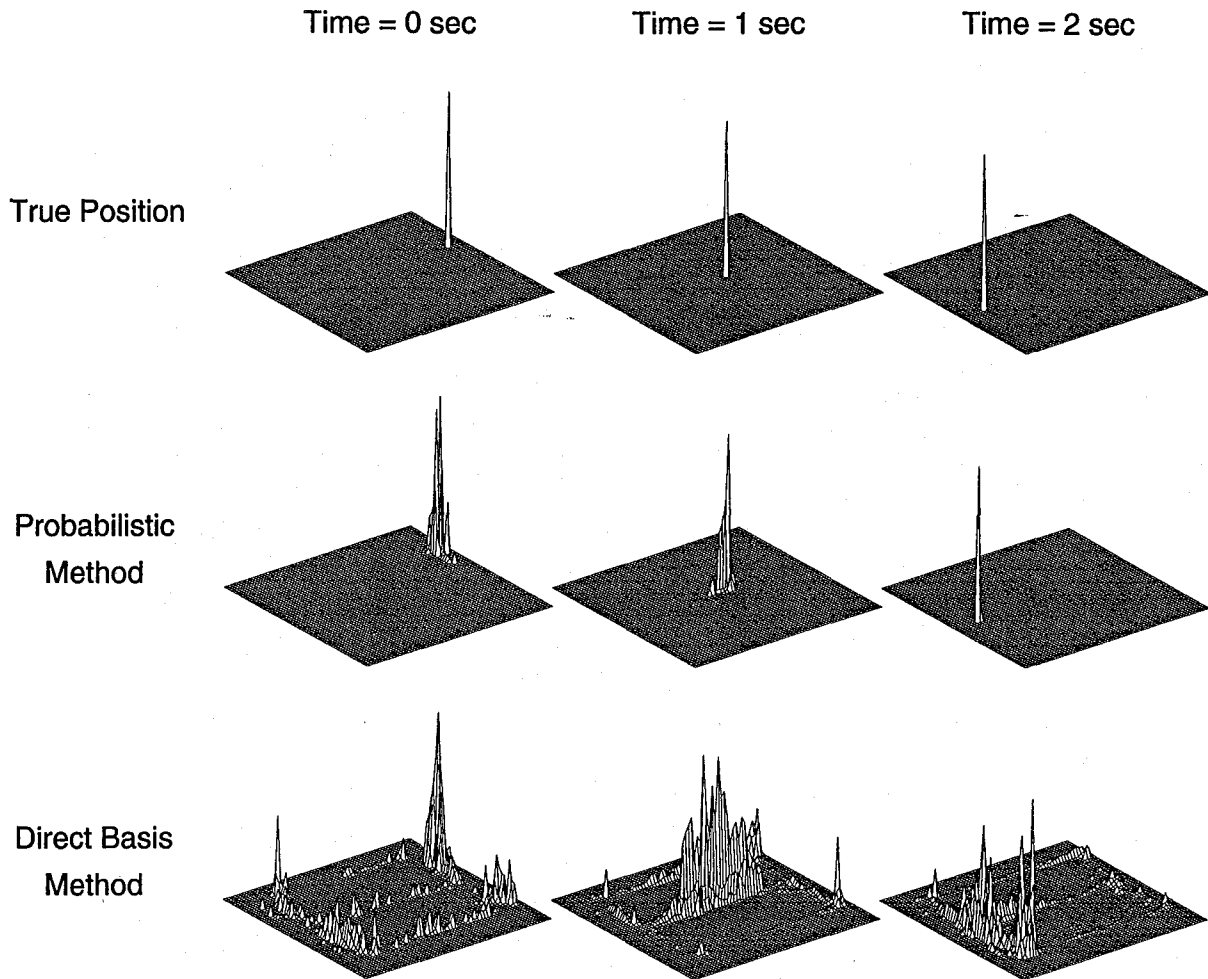 Time = 0 sec
Time = 1 sec
Time = 2 sec
True Position
Probabilistic
Method
Direct Basis
Method